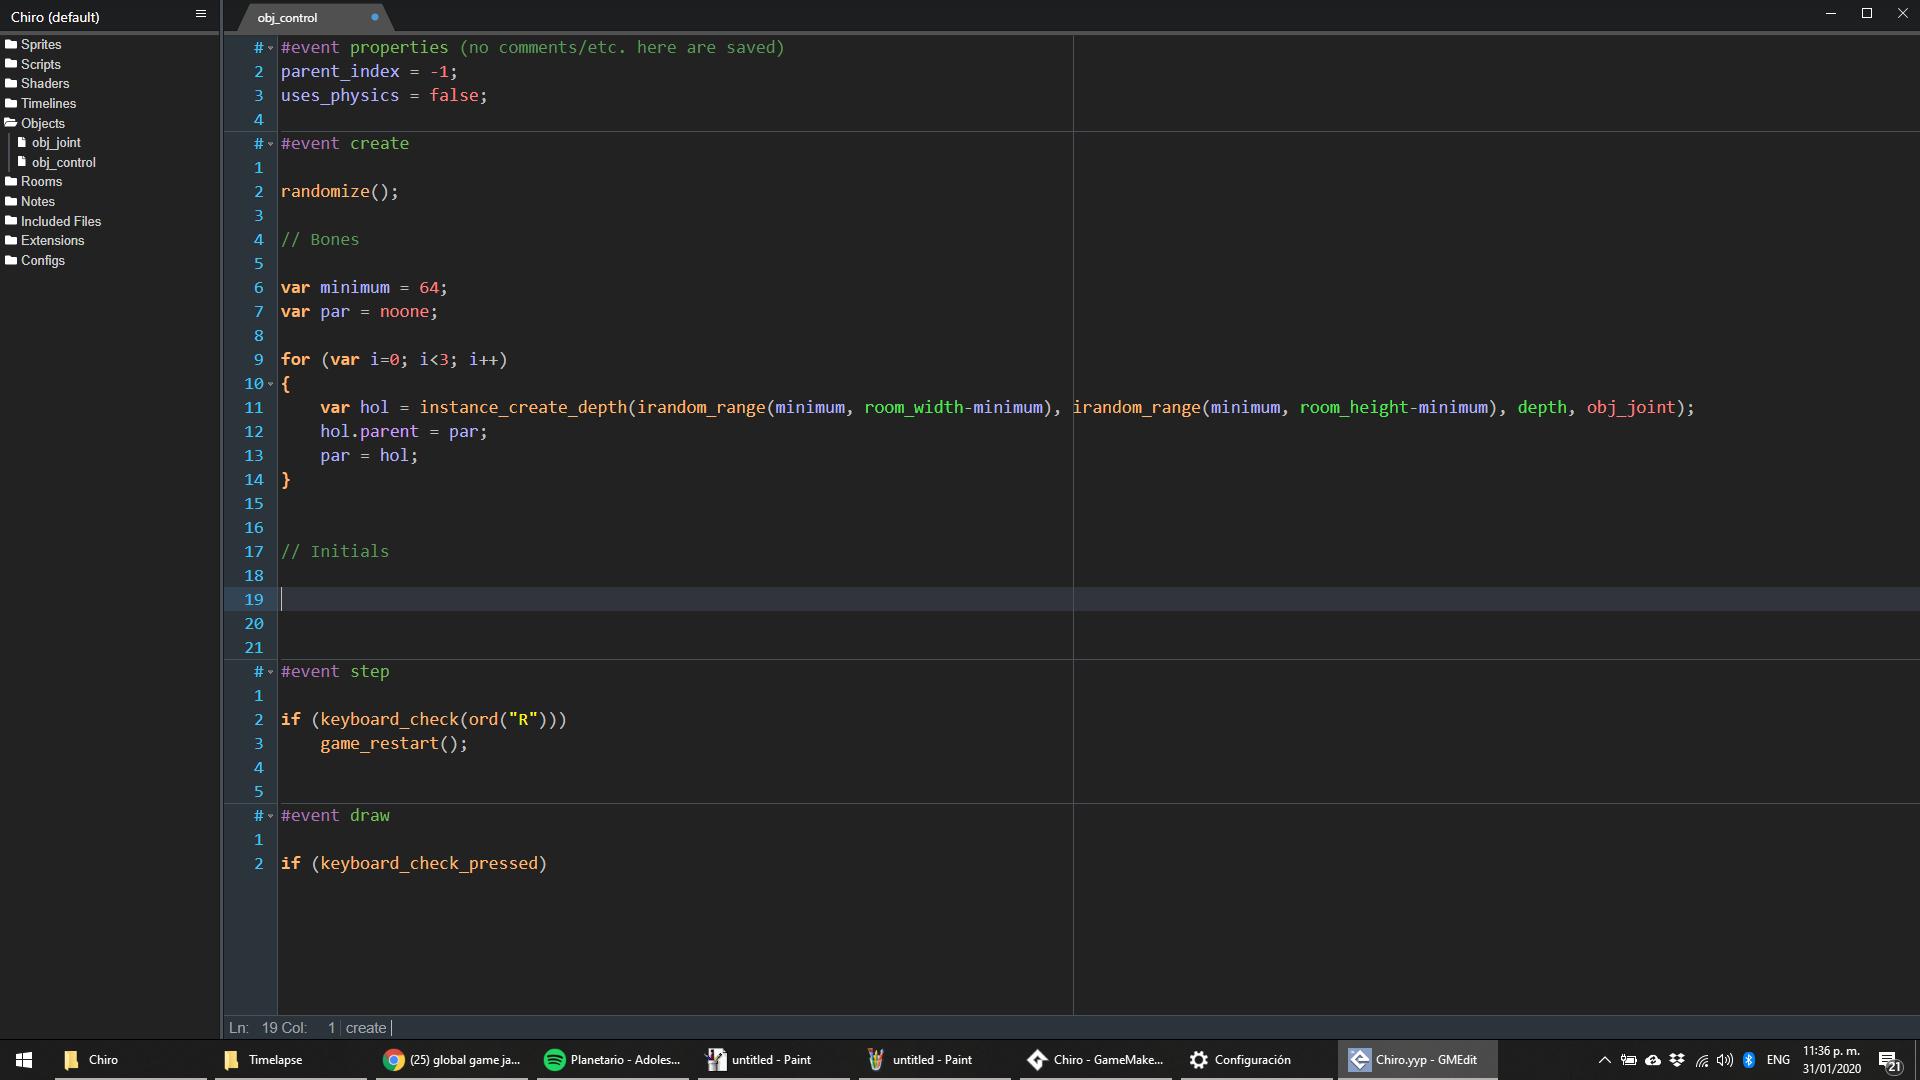 Chiro (default)
obj_control
Sprites
Scripts
Shaders
Timelines
Objects
obj_joint
obj_control
Rooms
Notes
Included Files
Extensions
Configs
# #event properties (no comments/etc. here are saved)
2 parent_index = -1;
3 uses_physics = false;
4
# #event create
1
2 randomize();
3
4 // Bones
5
6 var minimum = 64;
7 var par = noone;
8
9 for (var i=0; i<3; i++)
10 {
11 var hol = instance_create_depth(irandom_range(minimum, room_width-minimum), irandom_range(minimum, room_height-minimum), depth, obj_joint);
12 hol.parent = par;
13 par = hol;
14 }
15
16
17 // Initials
18
19
20
21
# #event step
1
2 if (keyboard_check(ord("R")))
3 game_restart();
4
5
# #event draw
1
2 if (keyboard_check_pressed)
Ln: 19 Col: 1 create
Chiro
Timelapse
(25) global game ja...
Planetario - Adoles...
untitled - Paint
untitled - Paint
Chiro - GameMake...
Configuración
Chiro.yyp - GMEdit
ENG
11:36 p. m.
31/01/2020
21